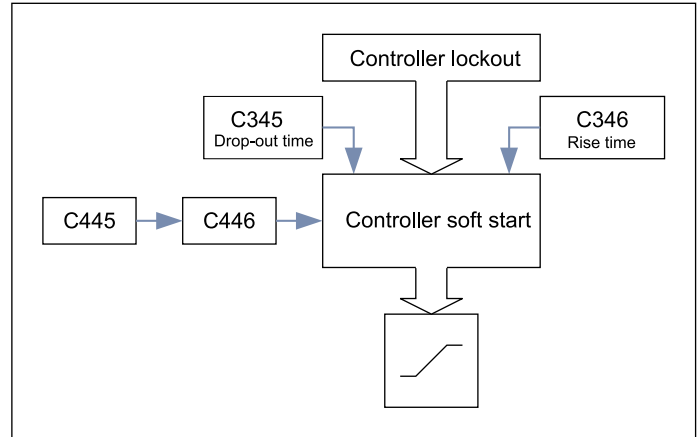 Controller lockout
C345
Drop-out time
C346
Rise time
C445
C446
Controller soft start